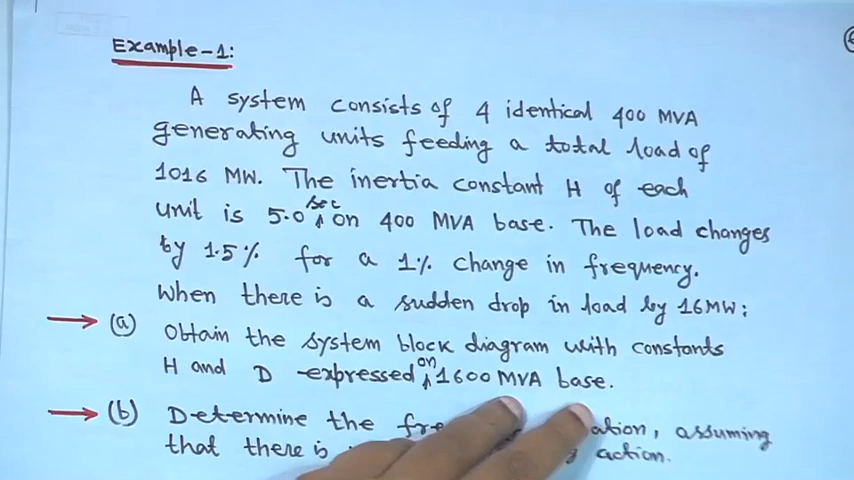 Example-1:
A system consists of 4 identical 400 MVA
generating units feeding a total load of
1016 MW. The inertia constant H of each
unit is 5.0 sec on 400 MVA base. The load changes
by 1.5% for a 1% change in frequency.
When there is a sudden drop in load by 16 MW:
(a) Obtain the system block diagram with constants
H and D expressed on 1600 MVA base.
(b) Determine the ation, assuming
that there is action.